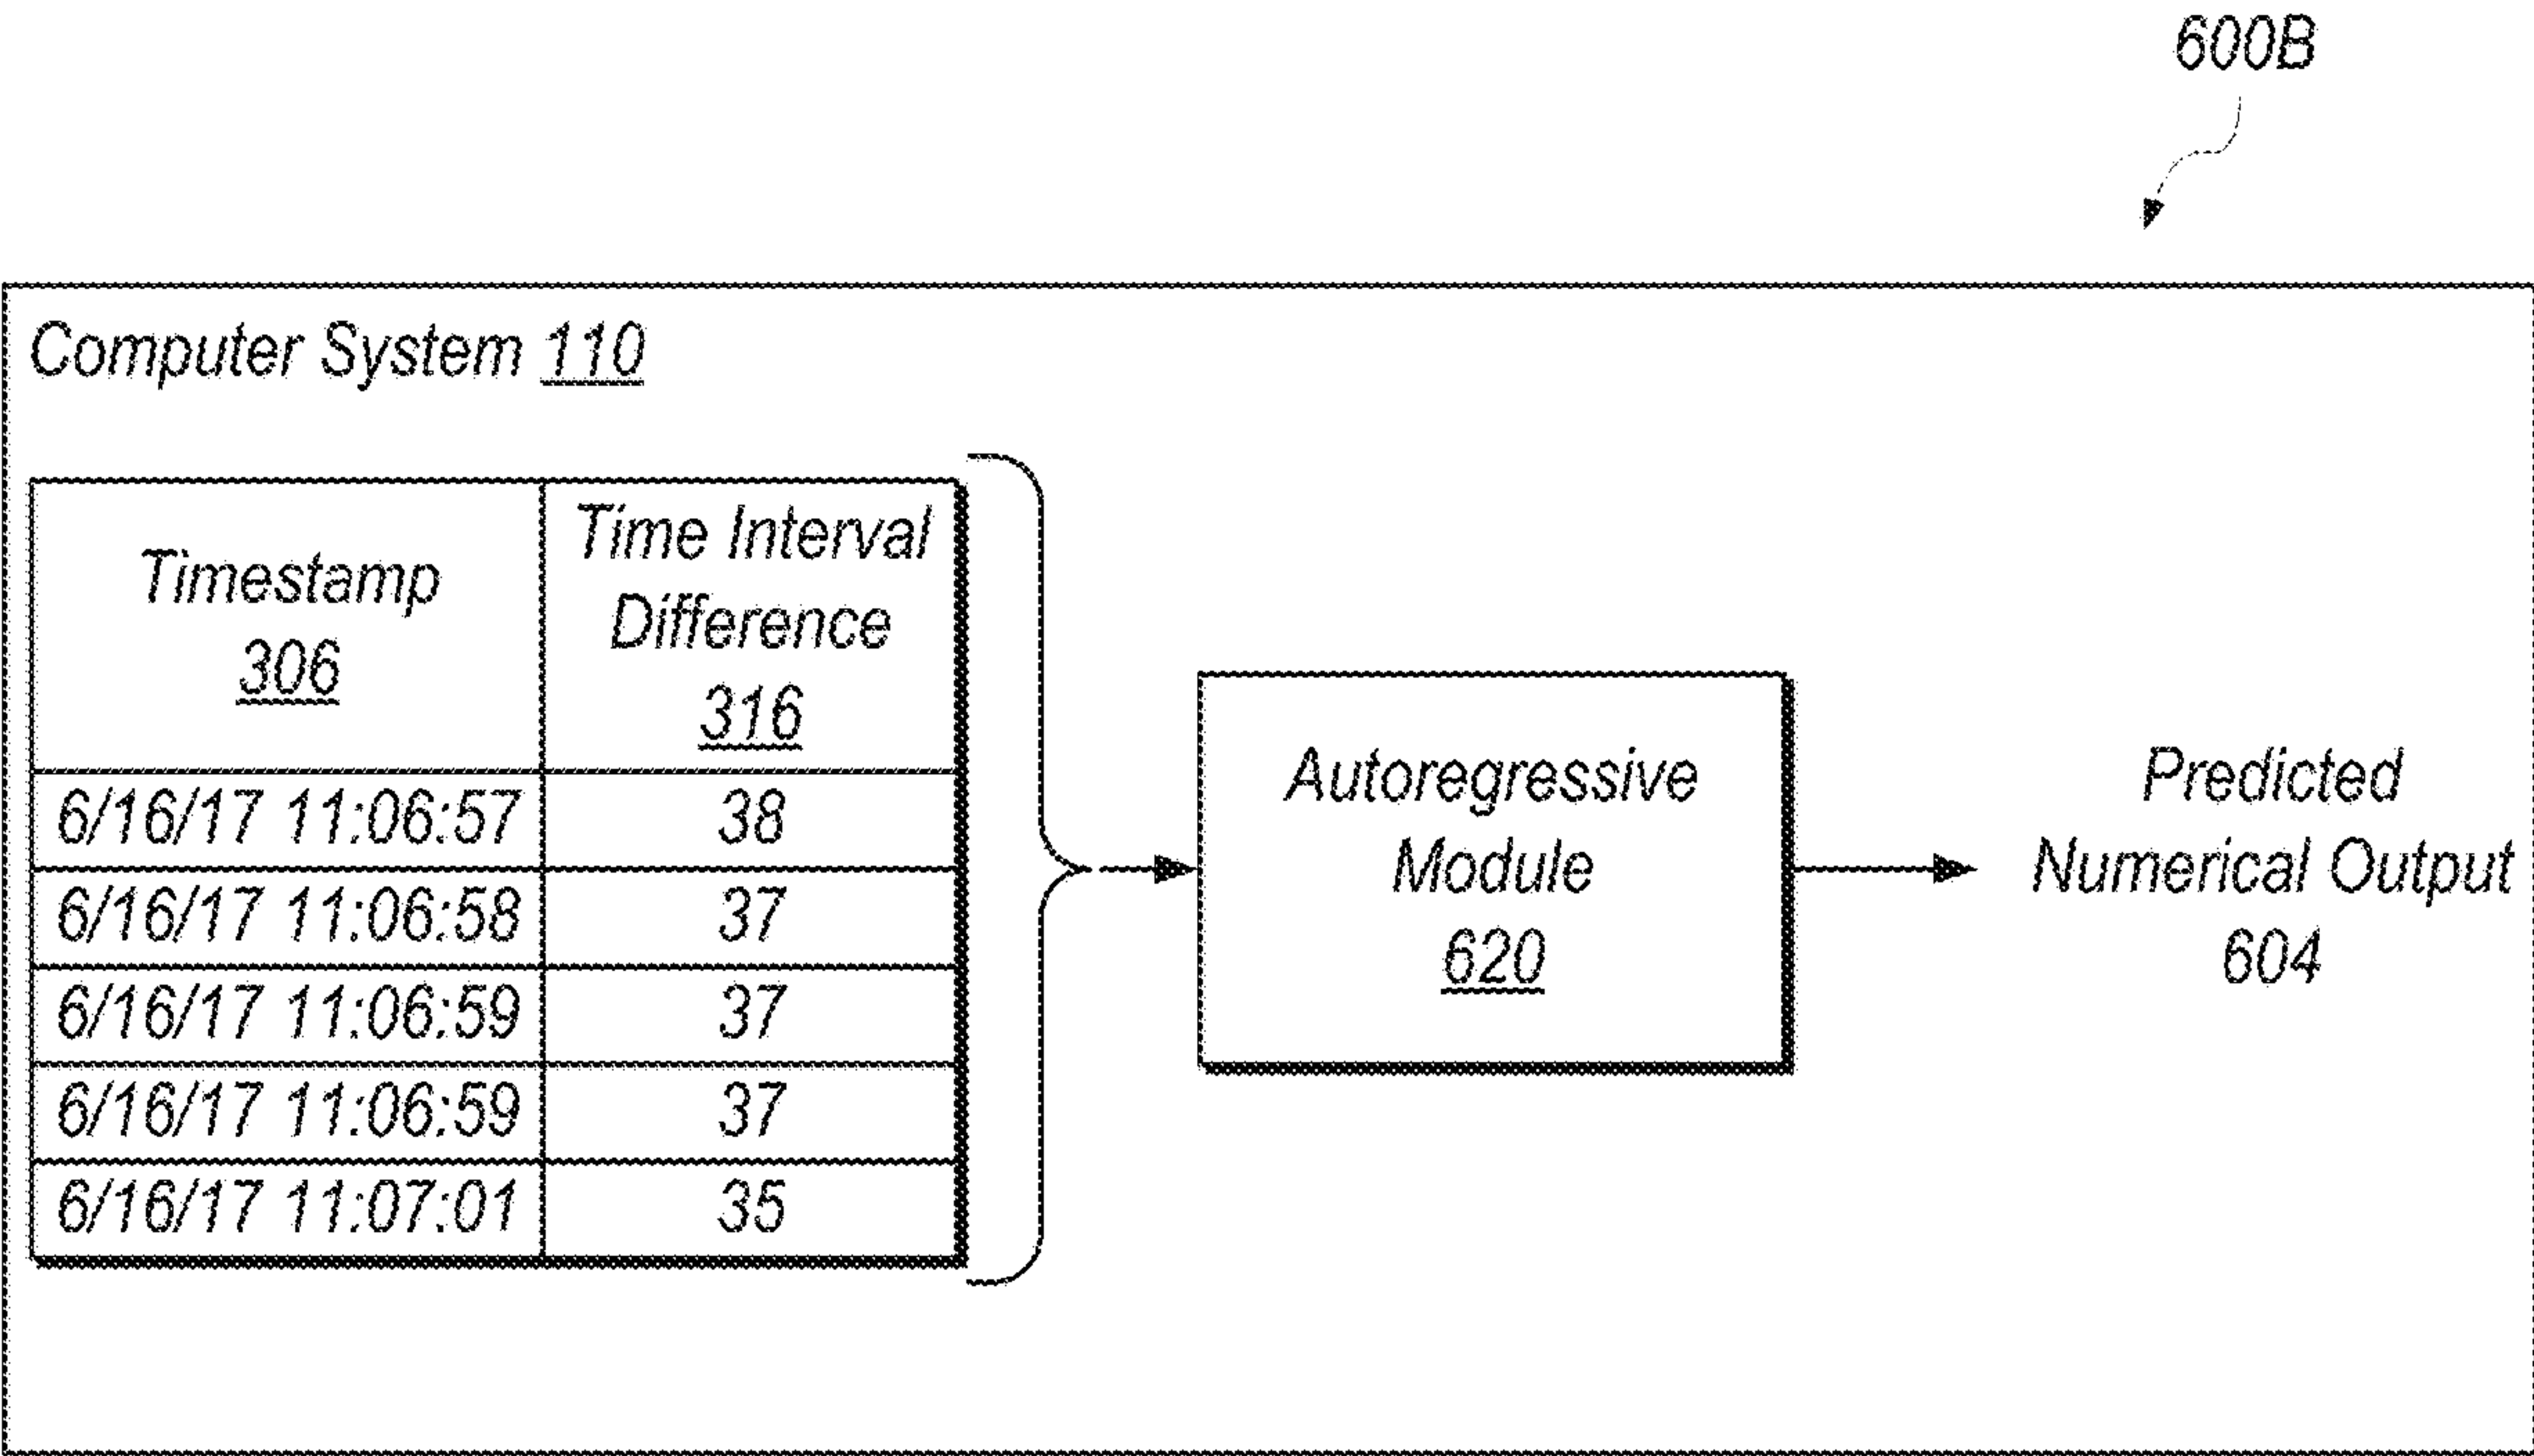 600B
Computer System 110
Timestamp
306
Time Interval
Difference
316
6/16/17 11:06:57 38
6/16/17 11:06:58 37
6/16/17 11:06:59 37
6/16/17 11:06:59 37
6/16/17 11:07:01 35
Autoregressive
Module
620
Predicted
Numerical Output
604